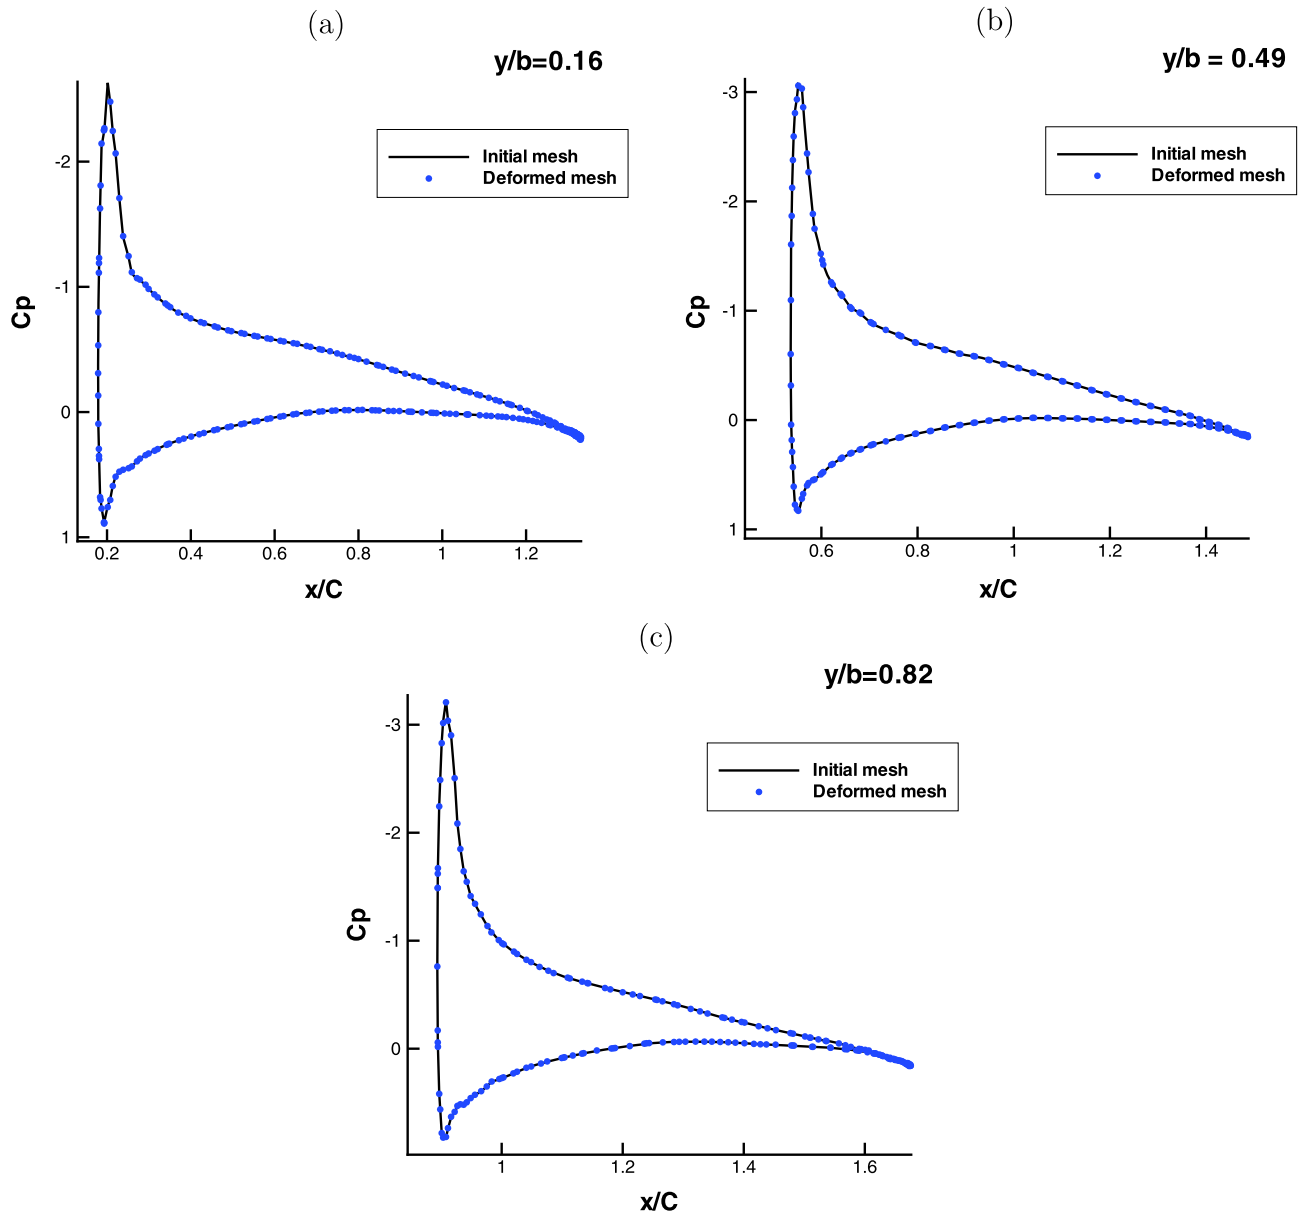 (a)
y/b=0.16
Initial mesh
Deformed mesh
-2
-1
0
1
Cp
0.2 0.4 0.6 0.8 1 1.2
x/C
(b)
y/b = 0.49
Initial mesh
Deformed mesh
-3
-2
-1
0
1
Cp
0.6 0.8 1 1.2 1.4
x/C
(c)
y/b=0.82
Initial mesh
Deformed mesh
-3
-2
-1
0
Cp
1 1.2 1.4 1.6
x/C